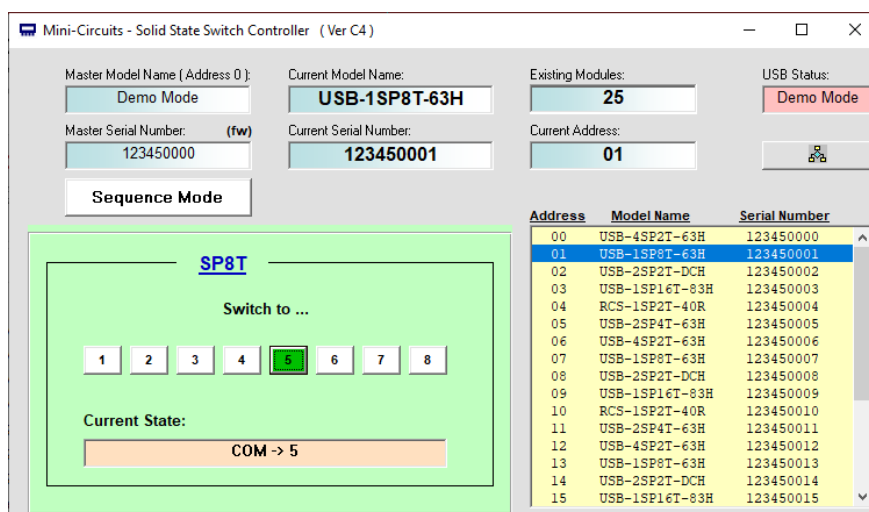 Mini-Circuits - Solid State Switch Controller   ( Ver C4 )
Master Model Name ( Address 0 ):
Demo Mode
Current Model Name:
USB-1SP8T-63H
Existing Modules:
25
USB Status:
Demo Mode
Master Serial Number:   (fw)
123450000
Current Serial Number:
123450001
Current Address:
01
Sequence Mode
SP8T
Switch to ...
1 2 3 4 5 6 7 8
Current State:
COM -> 5
Address Model Name Serial Number
00 USB-4SP2T-63H 123450000
01 USB-1SP8T-63H 123450001
02 USB-2SP2T-DCH 123450002
03 USB-1SP16T-83H 123450003
04 RCS-1SP2T-40R 123450004
05 USB-2SP4T-63H 123450005
06 USB-4SP2T-63H 123450006
07 USB-1SP8T-63H 123450007
08 USB-2SP2T-DCH 123450008
09 USB-1SP16T-83H 123450009
10 RCS-1SP2T-40R 123450010
11 USB-2SP4T-63H 123450011
12 USB-4SP2T-63H 123450012
13 USB-1SP8T-63H 123450013
14 USB-2SP2T-DCH 123450014
15 USB-1SP16T-83H 123450015